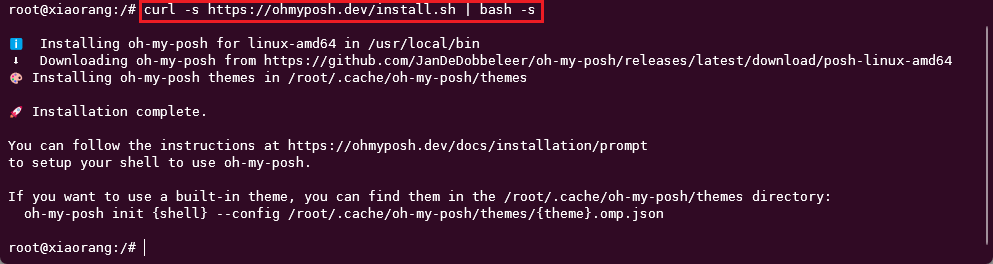 root@xiaorang:/# curl -s https://ohmyposh.dev/install.sh | bash -s
Installing oh-my-posh for linux-amd64 in /usr/local/bin
Downloading oh-my-posh from https://github.com/JanDeDobbeleer/oh-my-posh/releases/latest/download/posh-linux-amd64
Installing oh-my-posh themes in /root/.cache/oh-my-posh/themes
Installation complete.
You can follow the instructions at https://ohmyposh.dev/docs/installation/prompt
to setup your shell to use oh-my-posh.
If you want to use a built-in theme, you can find them in the /root/.cache/oh-my-posh/themes directory:
oh-my-posh init {shell} --config /root/.cache/oh-my-posh/themes/{theme}.omp.json
root@xiaorang:/#